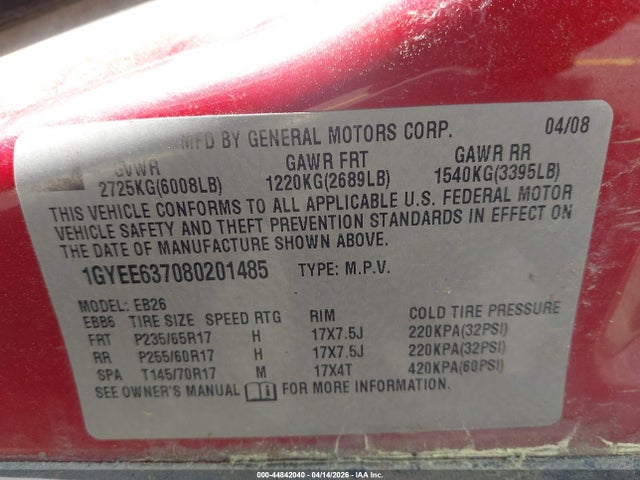 MFD BY GENERAL MOTORS CORP. 04/08
GVWR GAWR FRT GAWR RR
2725KG(6008LB) 1220KG(2689LB) 1540KG(3395LB)
THIS VEHICLE CONFORMS TO ALL APPLICABLE U.S. FEDERAL MOTOR
VEHICLE SAFETY AND THEFT PREVENTION STANDARDS IN EFFECT ON
THE DATE OF MANUFACTURE SHOWN ABOVE.
1GYEE637080201485 TYPE: M.P.V.
MODEL: EB26
EBB6 TIRE SIZE SPEED RTG RIM COLD TIRE PRESSURE
FRT P235/65R17 H 17X7.5J 220KPA(32PSI)
RR P255/60R17 H 17X7.5J 220KPA(32PSI)
SPA T145/70R17 M 17X4T 420KPA(60PSI)
SEE OWNER'S MANUAL FOR MORE INFORMATION.
000-44842040 - 04/14/2026 - IAAI.COM